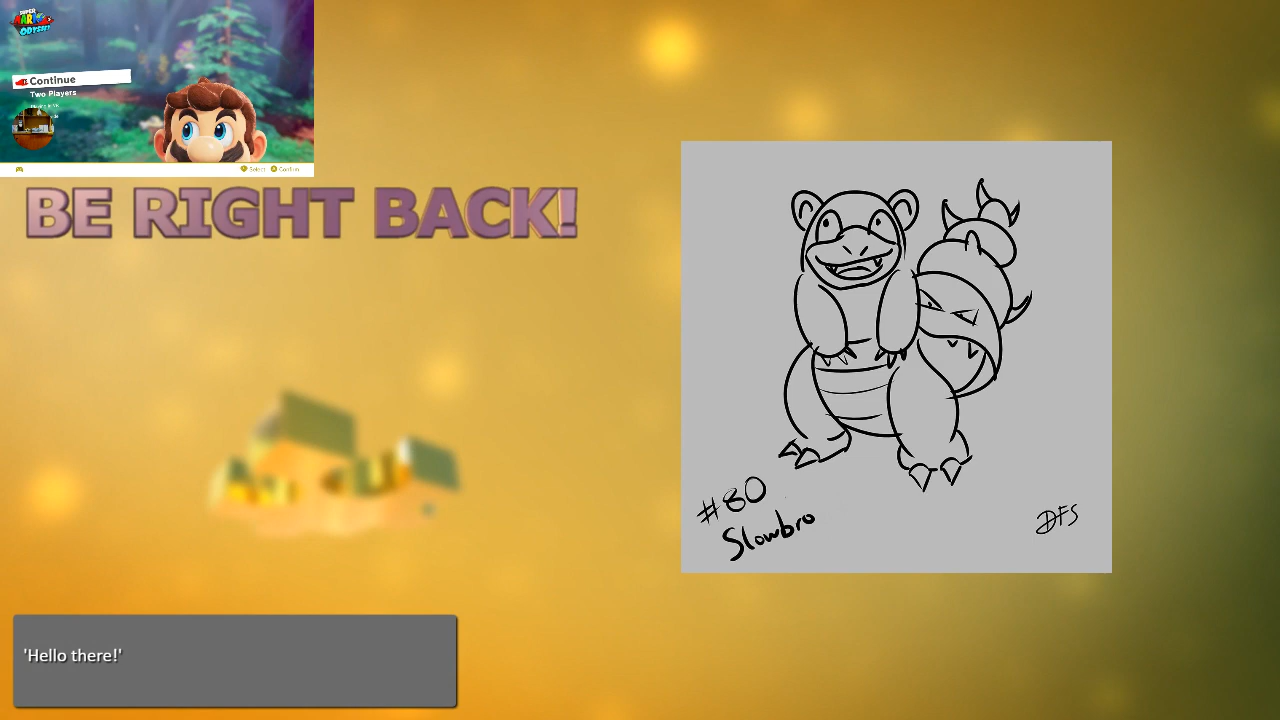 SUPER
MARIO
ODYSSEY
Continue
Two Players
Select
Confirm
BE RIGHT BACK!
#80
Slowbro
DFS
'Hello there!'